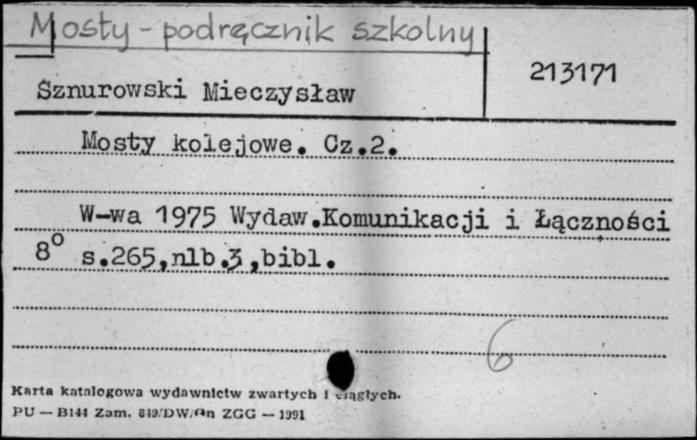 Mosty - podręcznik szkolny
213171
Sznurowski Mieczysław
Mosty kolejowe. Cz.2.
W-wa 1975 Wydaw.Komunikacji i Łączności
8° s.265,nlb.3,bibl.
6
Karta katalogowa wydawnictw zwartych i ciągłych.
PU — B144 Zam. 849/DW/ ZGG — 1991